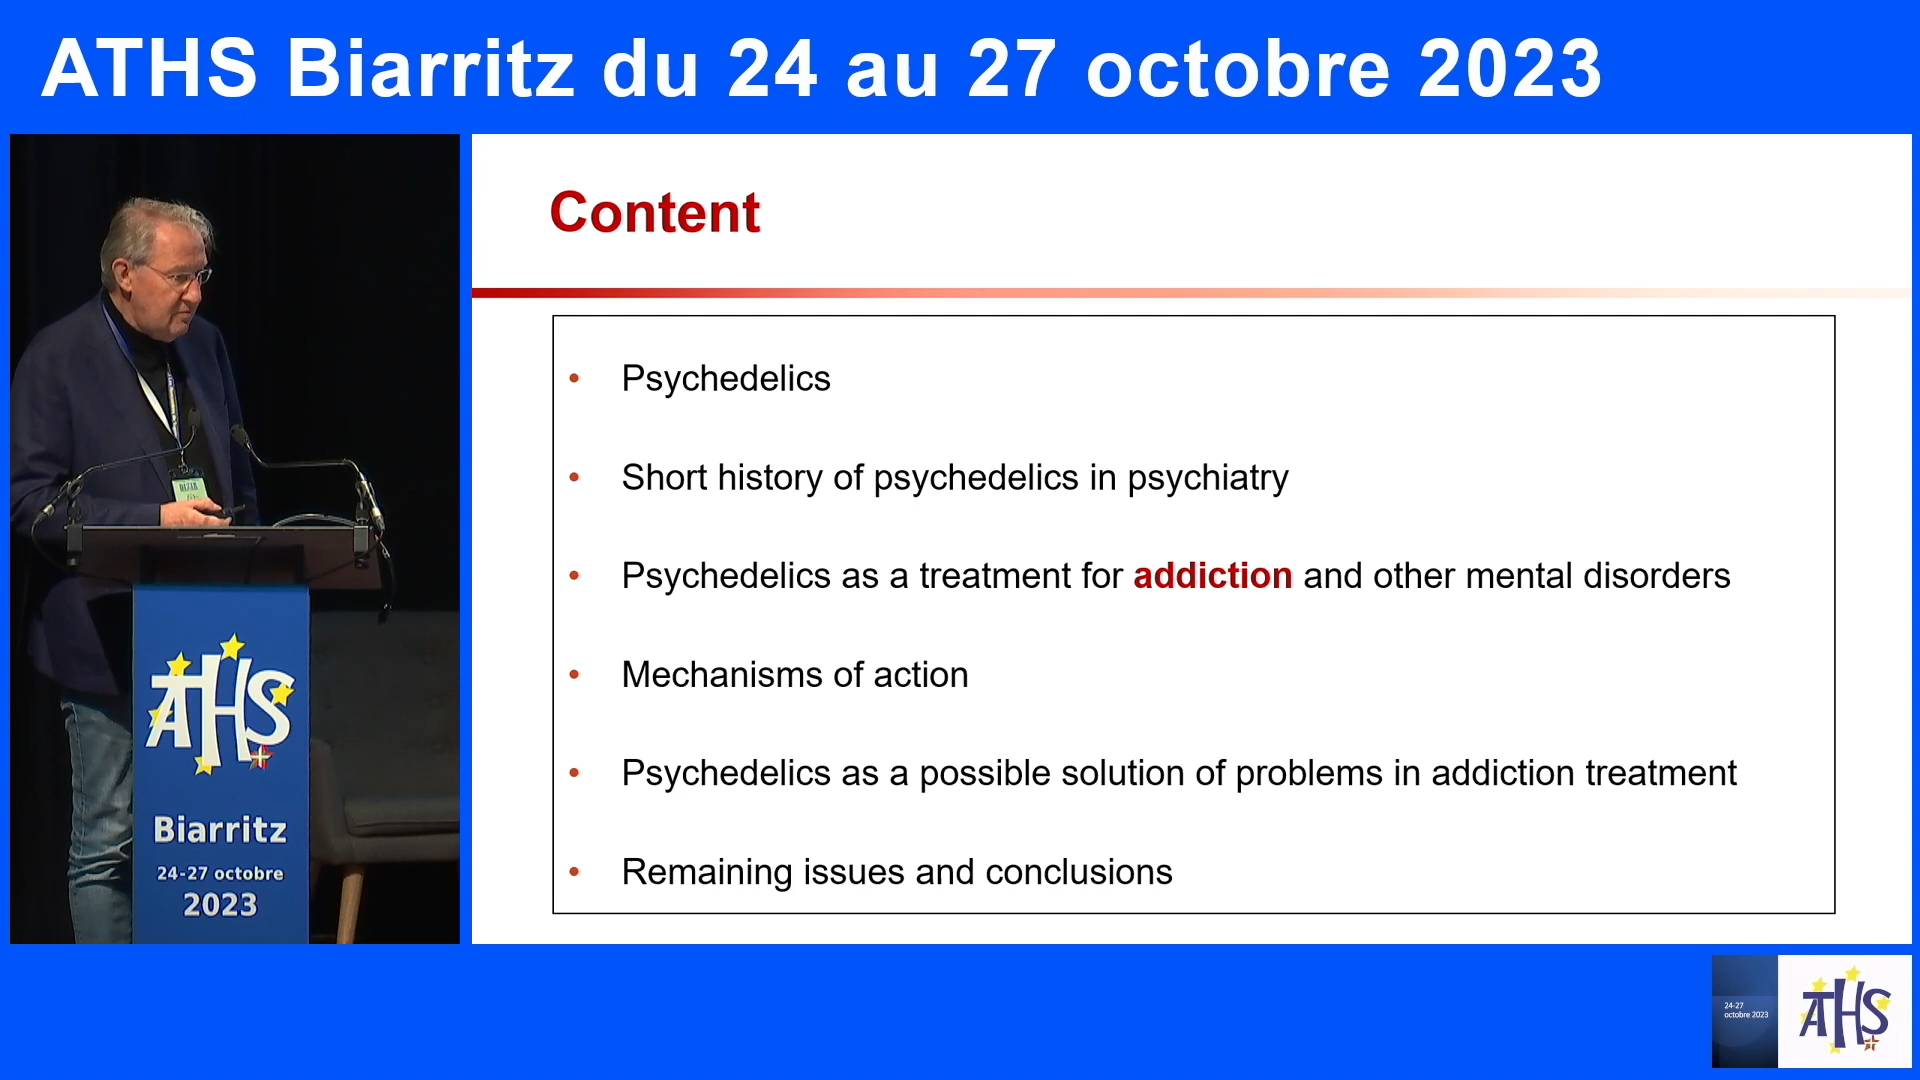 ATHS Biarritz du 24 au 27 octobre 2023
Content
• Psychedelics
• Short history of psychedelics in psychiatry
• Psychedelics as a treatment for addiction and other mental disorders
• Mechanisms of action
• Psychedelics as a possible solution of problems in addiction treatment
• Remaining issues and conclusions
ATHS
Biarritz
24-27 octobre
2023
24-27
octobre 2023
ATHS